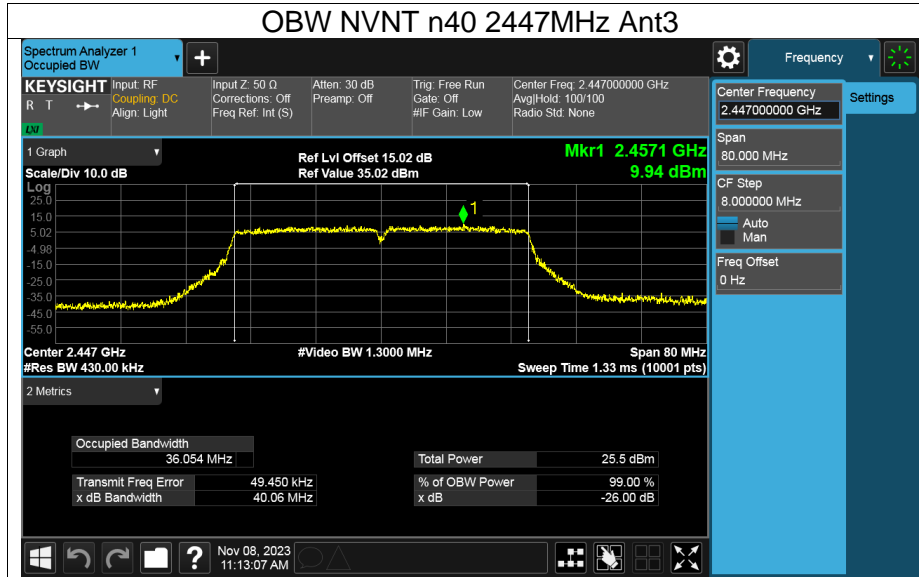 OBW NVNT n40 2447MHz Ant3
Spectrum Analyzer 1
Occupied BW
+
Frequency
KEYSIGHT
R T
LXI
Input: RF
Coupling: DC
Align: Light
Input Z: 50 Ω
Corrections: Off
Freq Ref: Int (S)
Atten: 30 dB
Preamp: Off
Trig: Free Run
Gate: Off
#IF Gain: Low
Center Freq: 2.447000000 GHz
Avg|Hold: 100/100
Radio Std: None
Center Frequency
2.447000000 GHz
Settings
Span
80.000 MHz
CF Step
8.000000 MHz
Auto
Man
Freq Offset
0 Hz
1 Graph
Scale/Div 10.0 dB
Ref Lvl Offset 15.02 dB
Ref Value 35.02 dBm
Mkr1 2.4571 GHz
9.94 dBm
Log
25.0
15.0
5.02
-4.98
-15.0
-25.0
-35.0
-45.0
-55.0
1
Center 2.447 GHz
#Res BW 430.00 kHz
#Video BW 1.3000 MHz
Span 80 MHz
Sweep Time 1.33 ms (10001 pts)
2 Metrics
Occupied Bandwidth
36.054 MHz
Total Power 25.5 dBm
Transmit Freq Error 49.450 kHz
% of OBW Power 99.00 %
x dB Bandwidth 40.06 MHz
x dB -26.00 dB
?
Nov 08, 2023
11:13:07 AM